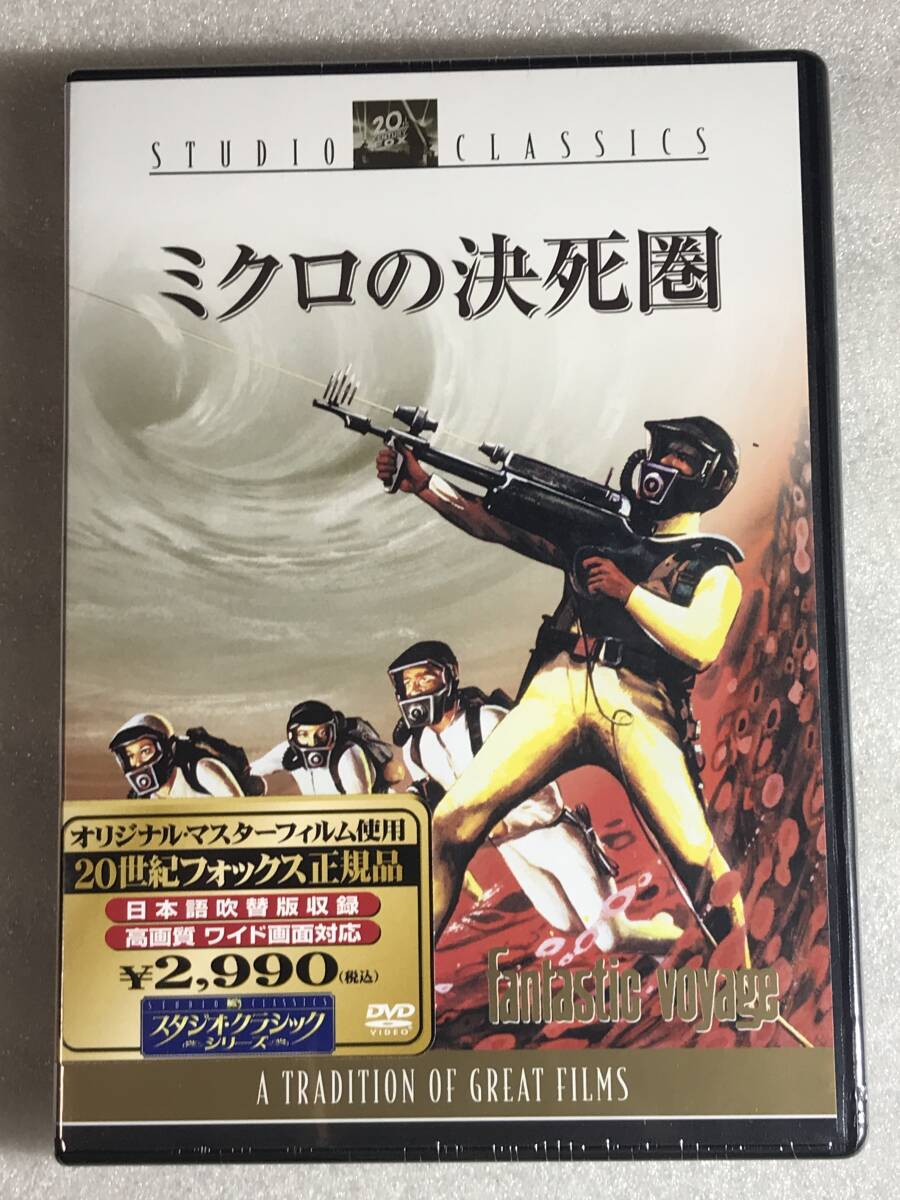 STUDIO 20th CENTURY FOX CLASSICS
ミクロの決死圏
オリジナル・マスターフィルム使用
20世紀フォックス正規品
日本語吹替版収録
高画質 ワイド画面対応
¥2,990(税込)
STUDIO CLASSICS
スタジオ・クラシック
シリーズ
DVD
VIDEO
fantastic voyage
A TRADITION OF GREAT FILMS